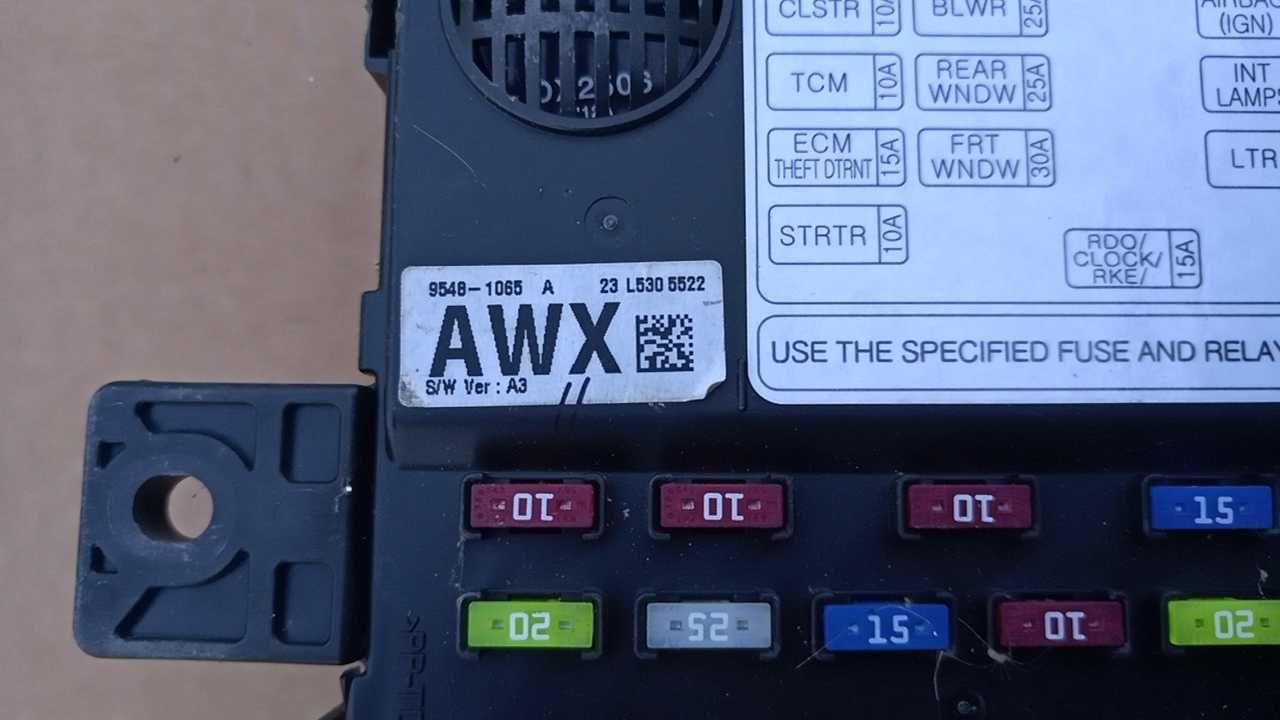 CLSTR 10A
BLWR 25A
AIRBAG
(IGN)
TCM 10A
REAR
WNDW 25A
INT
LAMPS
ECM
THEFT DTRNT 15A
FRT
WNDW 30A
LTR
STRTR 10A
RDO/
CLOCK/
RKE/ 15A
9548-1065 A 23 L530 5522
AWX
S/W Ver : A3
USE THE SPECIFIED FUSE AND RELAY
10 10 10 15
20 25 15 10 20